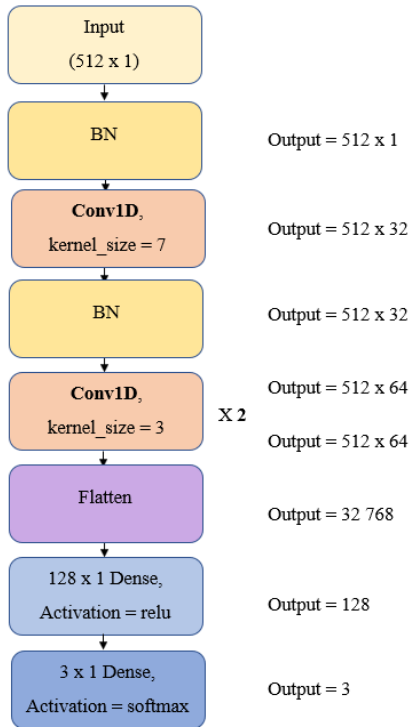 Input
(512 x 1)
BN
Output = 512 x 1
Conv1D,
kernel_size = 7
Output = 512 x 32
BN
Output = 512 x 32
Conv1D,
kernel_size = 3
X 2
Output = 512 x 64
Output = 512 x 64
Flatten
Output = 32 768
128 x 1 Dense,
Activation = relu
Output = 128
3 x 1 Dense,
Activation = softmax
Output = 3